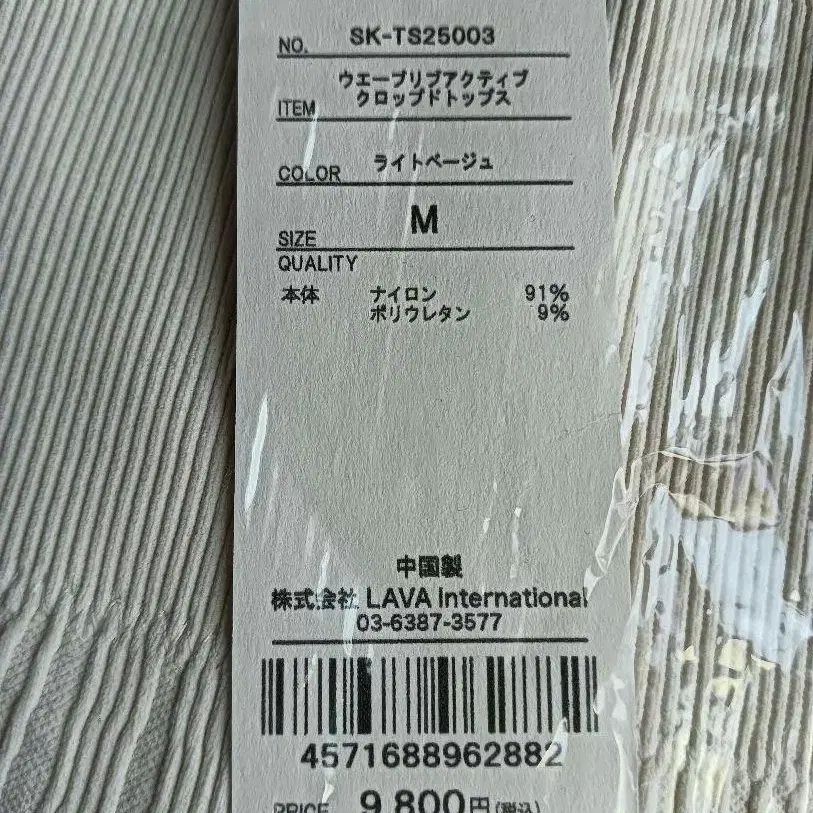 NO. SK-TS25003
ウエーブリブアクティブ
ITEM クロップドトップス
COLOR ライトベージュ
SIZE M
QUALITY
本体 ナイロン 91%
ポリウレタン 9%
中国製
株式会社 LAVA International
03-6387-3577
4571688962882
PRICE 9,800円(税込)